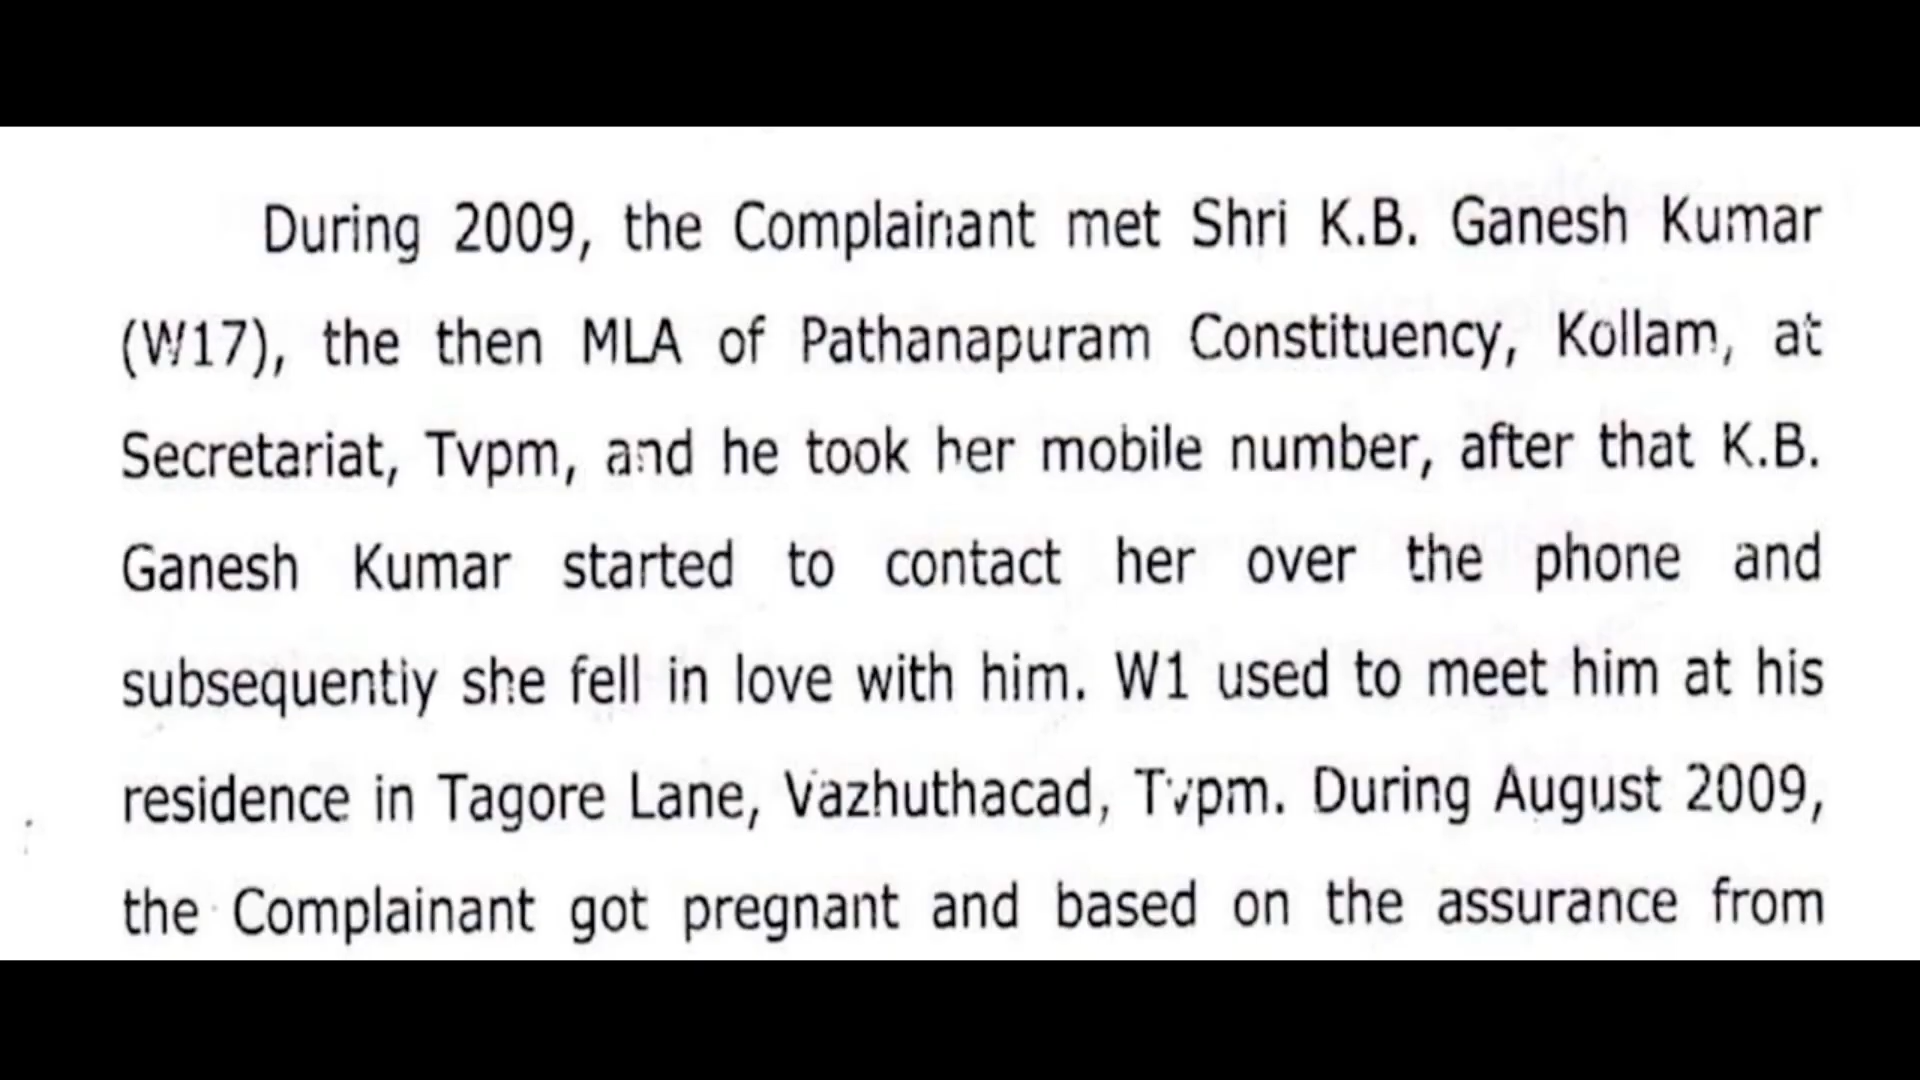 During 2009, the Complainant met Shri K.B. Ganesh Kumar
(W17), the then MLA of Pathanapuram Constituency, Kollam, at
Secretariat, Tvpm, and he took her mobile number, after that K.B.
Ganesh Kumar started to contact her over the phone and
subsequently she fell in love with him. W1 used to meet him at his
residence in Tagore Lane, Vazhuthacad, Tvpm. During August 2009,
the Complainant got pregnant and based on the assurance from